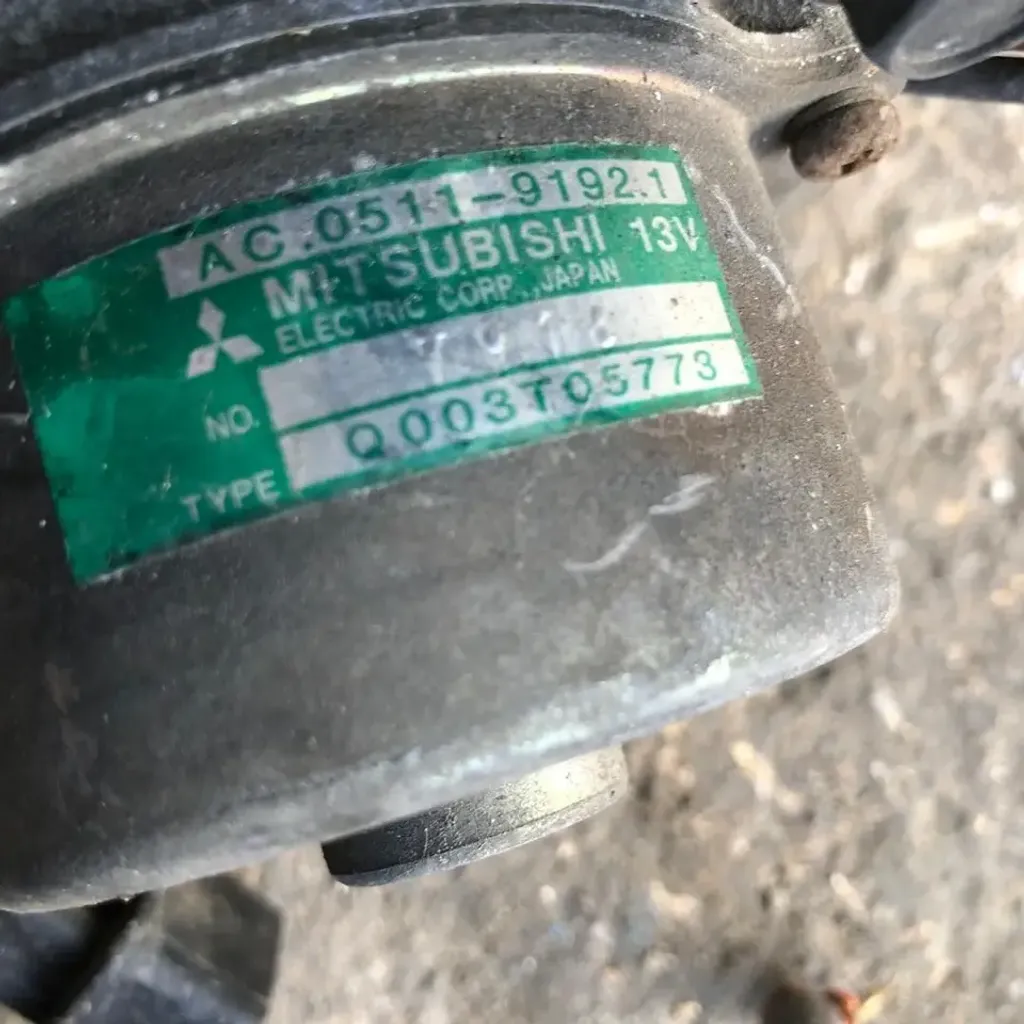 AC.0511-9192.1
MITSUBISHI 13V
ELECTRIC CORP., JAPAN
NO.
TYPE Q003T05773